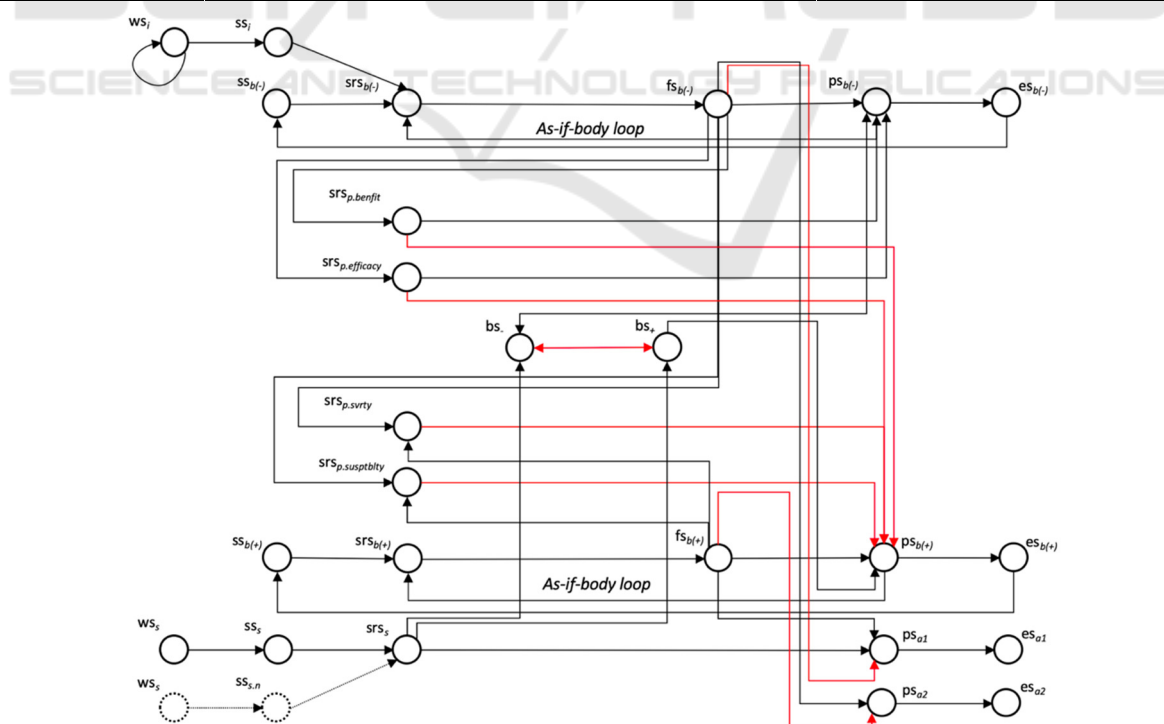 ws_i ss_i
SCIENCE AND TECHNOLOGY PUBLICATIONS
ss_b(-) srs_b(-) fs_b(-) ps_b(-) es_b(-)
As-if-body loop
srs_p.benfit
srs_p.efficacy
bs_- bs_+
srs_p.svrty
srs_p.susptblty
ss_b(+) srs_b(+) fs_b(+) ps_b(+) es_b(+)
As-if-body loop
ws_s ss_s srs_s ps_a1 es_a1
ws_s ss_s.n ps_a2 es_a2